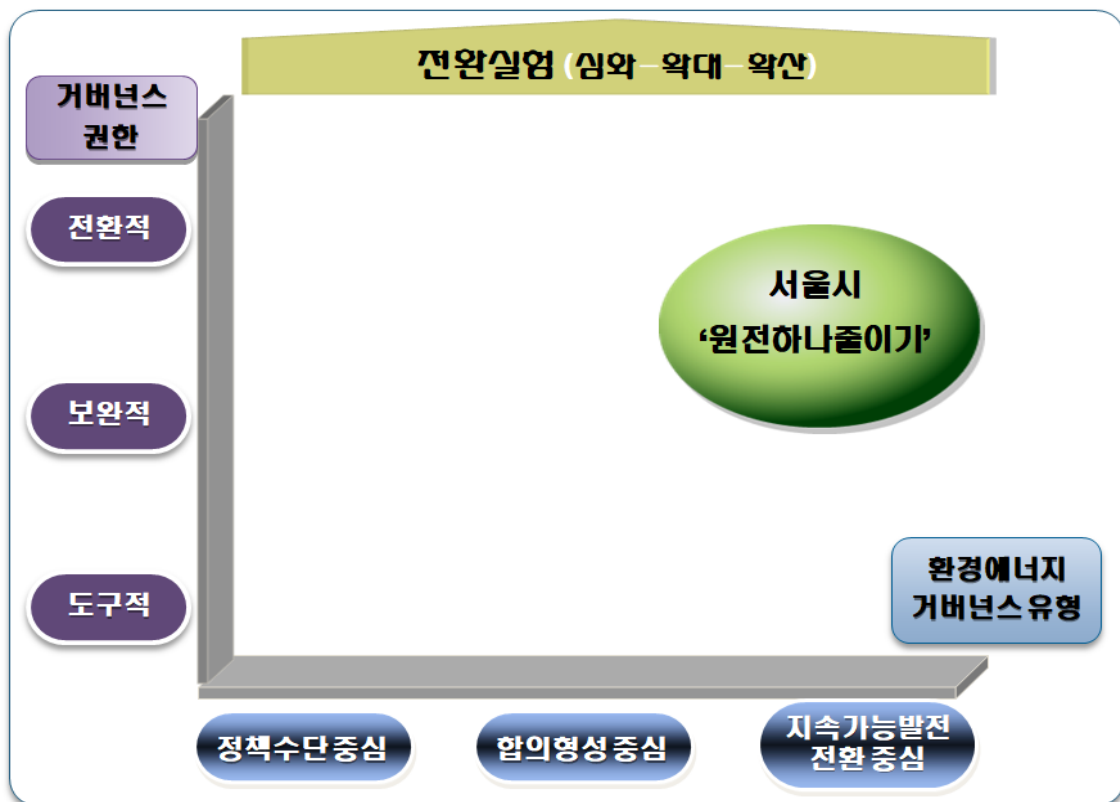 전환실험 (심화-확대-확산)
거버넌스
권한
전환적
서울시
'원전하나줄이기'
보완적
환경에너지
거버넌스 유형
도구적
정책수단 중심
합의형성 중심
지속가능발전
전환 중심